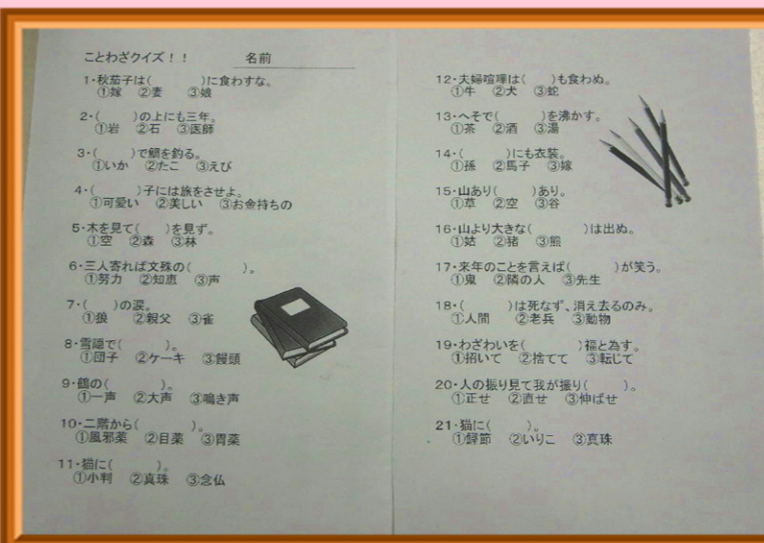 ことわざクイズ！！　名前
1・秋茄子は(　　)に食わすな。
①嫁　②妻　③娘
2・(　　)の上にも三年。
①岩　②石　③医師
3・(　　)で鯛を釣る。
①いか　②たこ　③えび
4・(　　)子には旅をさせよ。
①可愛い　②美しい　③お金持ちの
5・木を見て(　　)を見ず。
①空　②森　③林
6・三人寄れば文殊の(　　)。
①努力　②知恵　③声
7・(　　)の涙。
①狼　②親父　③雀
8・雪隠で(　　)。
①団子　②ケーキ　③饅頭
9・鶴の(　　)。
①一声　②大声　③鳴き声
10・二階から(　　)。
①風邪薬　②目薬　③胃薬
11・猫に(　　)。
①小判　②真珠　③念仏
12・夫婦喧嘩は(　　)も食わぬ。
①牛　②犬　③蛇
13・へそで(　　)を沸かす。
①茶　②酒　③湯
14・(　　)にも衣装。
①孫　②馬子　③嫁
15・山あり(　　)あり。
①草　②空　③谷
16・山より大きな(　　)は出ぬ。
①姑　②猪　③熊
17・来年のことを言えば(　　)が笑う。
①鬼　②隣の人　③先生
18・(　　)は死なず、消え去るのみ。
①人間　②老兵　③動物
19・わざわいを(　　)福と為す。
①招いて　②捨てて　③転じて
20・人の振り見て我が振り(　　)。
①正せ　②直せ　③伸ばせ
21・猫に(　　)。
①鰹節　②いりこ　③真珠